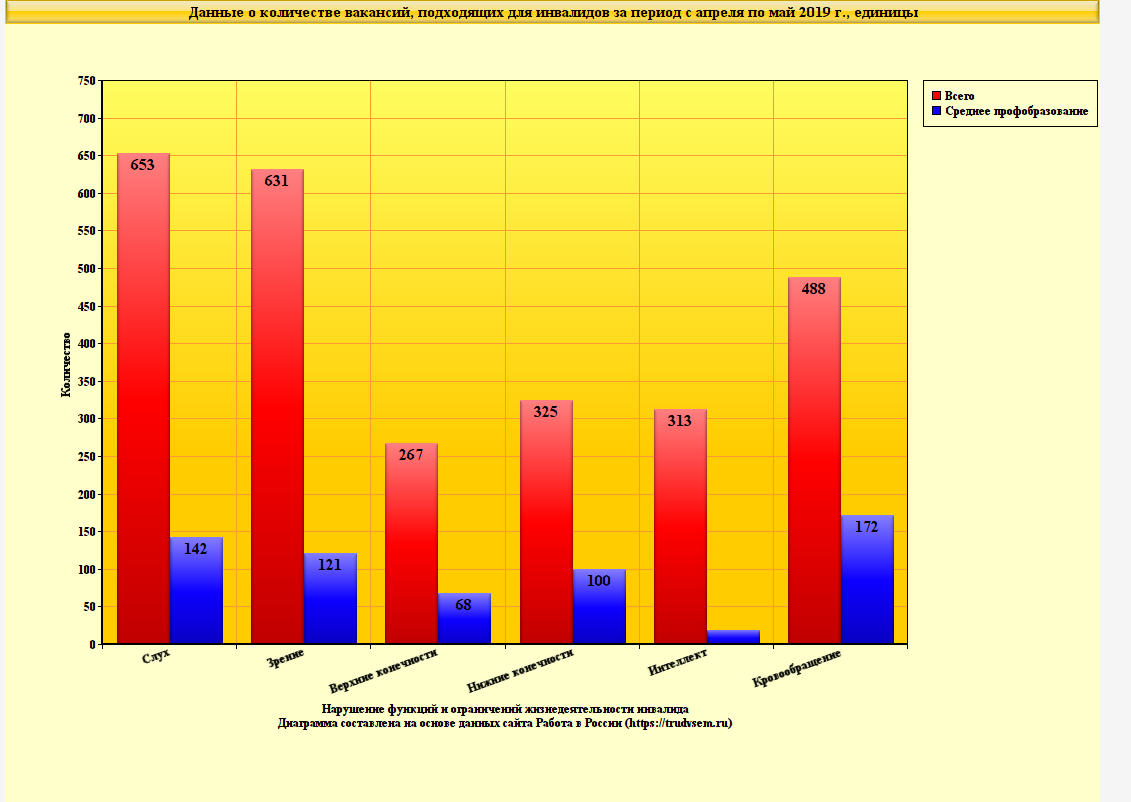 Данные о количестве вакансий, подходящих для инвалидов за период с апреля по май 2019 г., единицы
750
700
650
600
550
500
450
400
350
300
250
200
150
100
50
0
Количество
653
142
631
121
267
68
325
100
313
488
172
Слух
Зрение
Верхние конечности
Нижние конечности
Интеллект
Кровообращение
Нарушение функций и ограничений жизнедеятельности инвалида
Диаграмма составлена на основе данных сайта Работа в России (https://trudvsem.ru)
Всего
Среднее профобразование